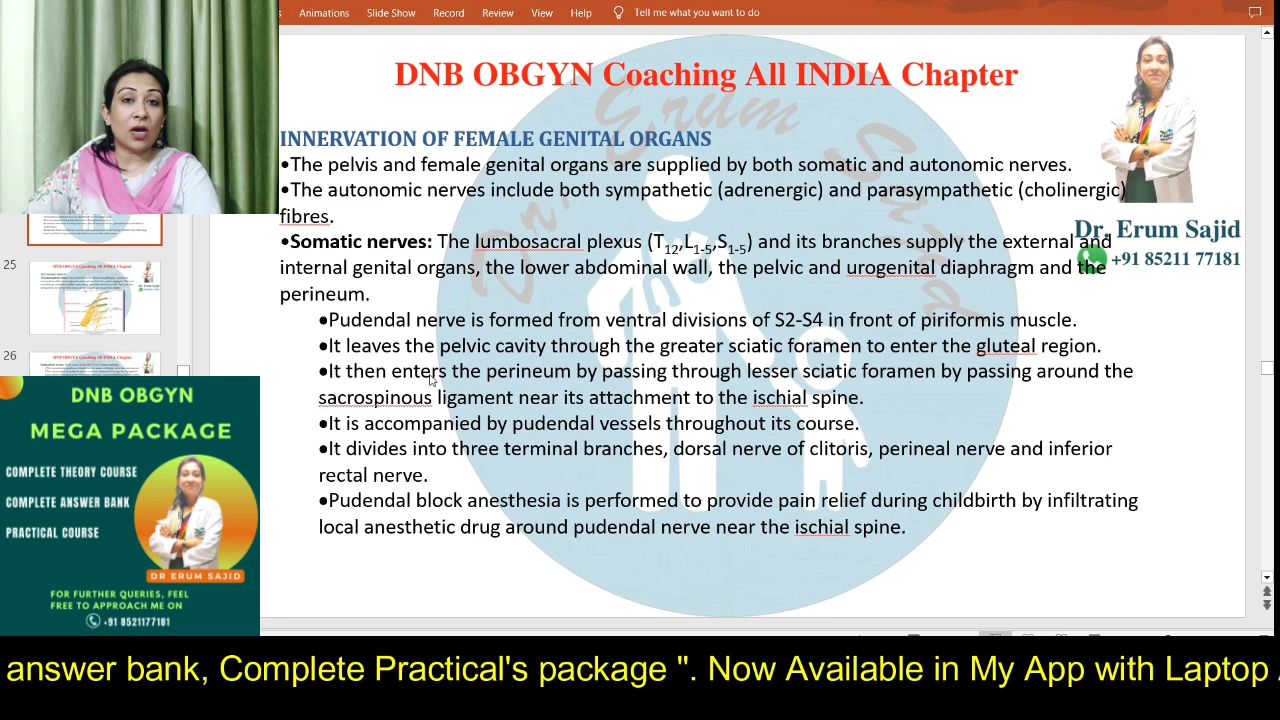 Animations Slide Show Record Review View Help Tell me what you want to do
DNB OBGYN Coaching All INDIA Chapter
INNERVATION OF FEMALE GENITAL ORGANS
•The pelvis and female genital organs are supplied by both somatic and autonomic nerves.
•The autonomic nerves include both sympathetic (adrenergic) and parasympathetic (cholinergic)
fibres.
•Somatic nerves: The lumbosacral plexus (T12,L1-5,S1-5) and its branches supply the external and
internal genital organs, the lower abdominal wall, the pelvic and urogenital diaphragm and the
perineum.
•Pudendal nerve is formed from ventral divisions of S2-S4 in front of piriformis muscle.
•It leaves the pelvic cavity through the greater sciatic foramen to enter the gluteal region.
•It then enters the perineum by passing through lesser sciatic foramen by passing around the
sacrospinous ligament near its attachment to the ischial spine.
•It is accompanied by pudendal vessels throughout its course.
•It divides into three terminal branches, dorsal nerve of clitoris, perineal nerve and inferior
rectal nerve.
•Pudendal block anesthesia is performed to provide pain relief during childbirth by infiltrating
local anesthetic drug around pudendal nerve near the ischial spine.
Dr. Erum Sajid
+91 85211 77181
25
26
DNB OBGYN
MEGA PACKAGE
COMPLETE THEORY COURSE
COMPLETE ANSWER BANK
PRACTICAL COURSE
DR ERUM SAJID
FOR FURTHER QUERIES, FEEL
FREE TO APPROACH ME ON
+91 8521177181
answer bank, Complete Practical's package ". Now Available in My App with Laptop